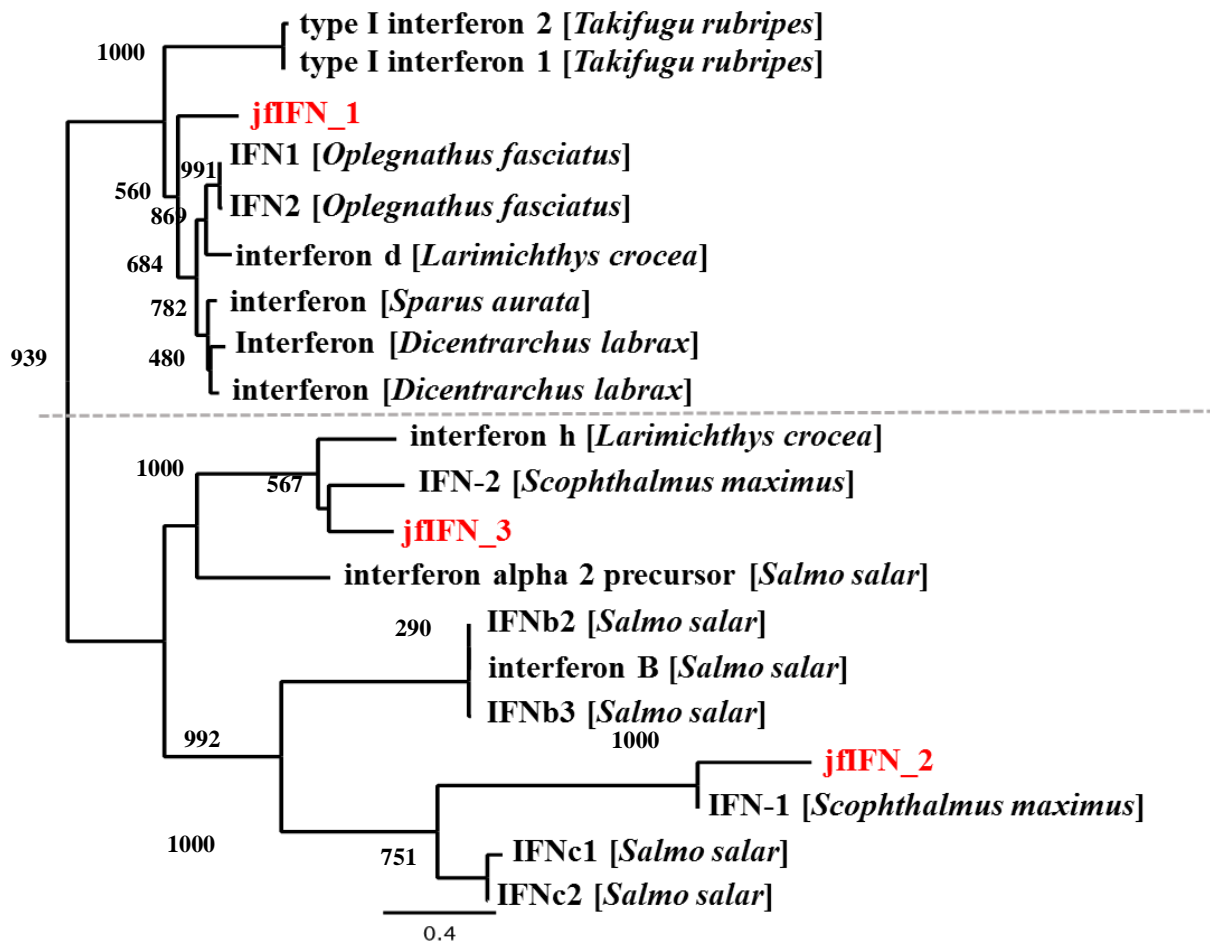 type I interferon 2 [Takifugu rubripes]
1000
type I interferon 1 [Takifugu rubripes]
jfIFN_1
IFN1 [Oplegnathus fasciatus]
991
560
IFN2 [Oplegnathus fasciatus]
869
interferon d [Larimichthys crocea]
684
interferon [Sparus aurata]
782
Interferon [Dicentrarchus labrax]
939
480
interferon [Dicentrarchus labrax]
interferon h [Larimichthys crocea]
1000
567
IFN-2 [Scophthalmus maximus]
jfIFN_3
interferon alpha 2 precursor [Salmo salar]
290
IFNb2 [Salmo salar]
interferon B [Salmo salar]
IFNb3 [Salmo salar]
992
1000
jfIFN_2
IFN-1 [Scophthalmus maximus]
1000
751
IFNc1 [Salmo salar]
IFNc2 [Salmo salar]
0.4